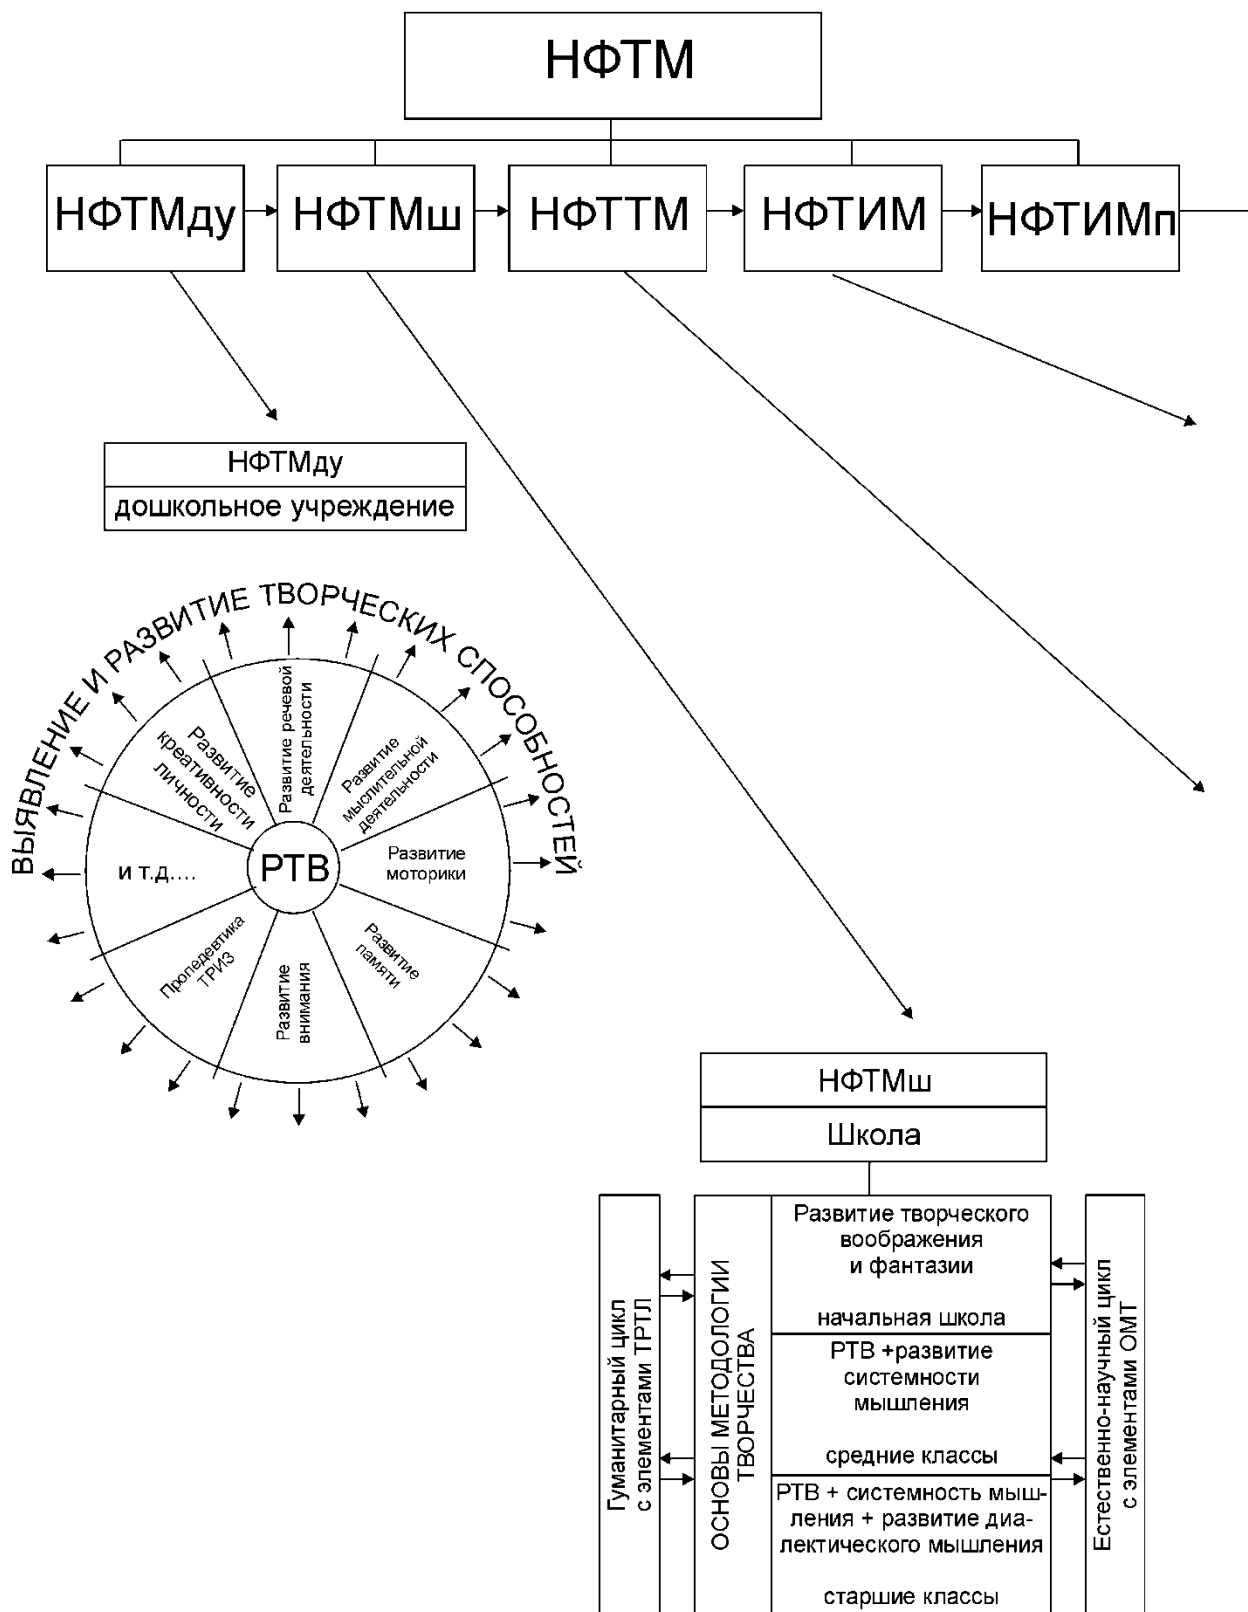 НФТМ
НФТМду
НФТМш
НФТТМ
НФТИМ
НФТИМп
НФТМду
дошкольное учреждение
ВЫЯВЛЕНИЕ И РАЗВИТИЕ ТВОРЧЕСКИХ СПОСОБНОСТЕЙ
Развитие речевой
деятельности
Развитие
мыслительной
деятельности
Развитие
моторики
Развитие
памяти
Развитие
внимания
Пропедевтика
ТРИЗ
и т.д....
Развитие
креативности
личности
РТВ
НФТМш
Школа
Гуманитарный цикл
с элементами ТРТЛ
ОСНОВЫ МЕТОДОЛОГИИ
ТВОРЧЕСТВА
Развитие творческого
воображения
и фантазии
начальная школа
РТВ +развитие
системности
мышления
средние классы
РТВ + системность мыш-
ления + развитие диа-
лектического мышления
старшие классы
Естественно-научный цикл
с элементами ОМТ